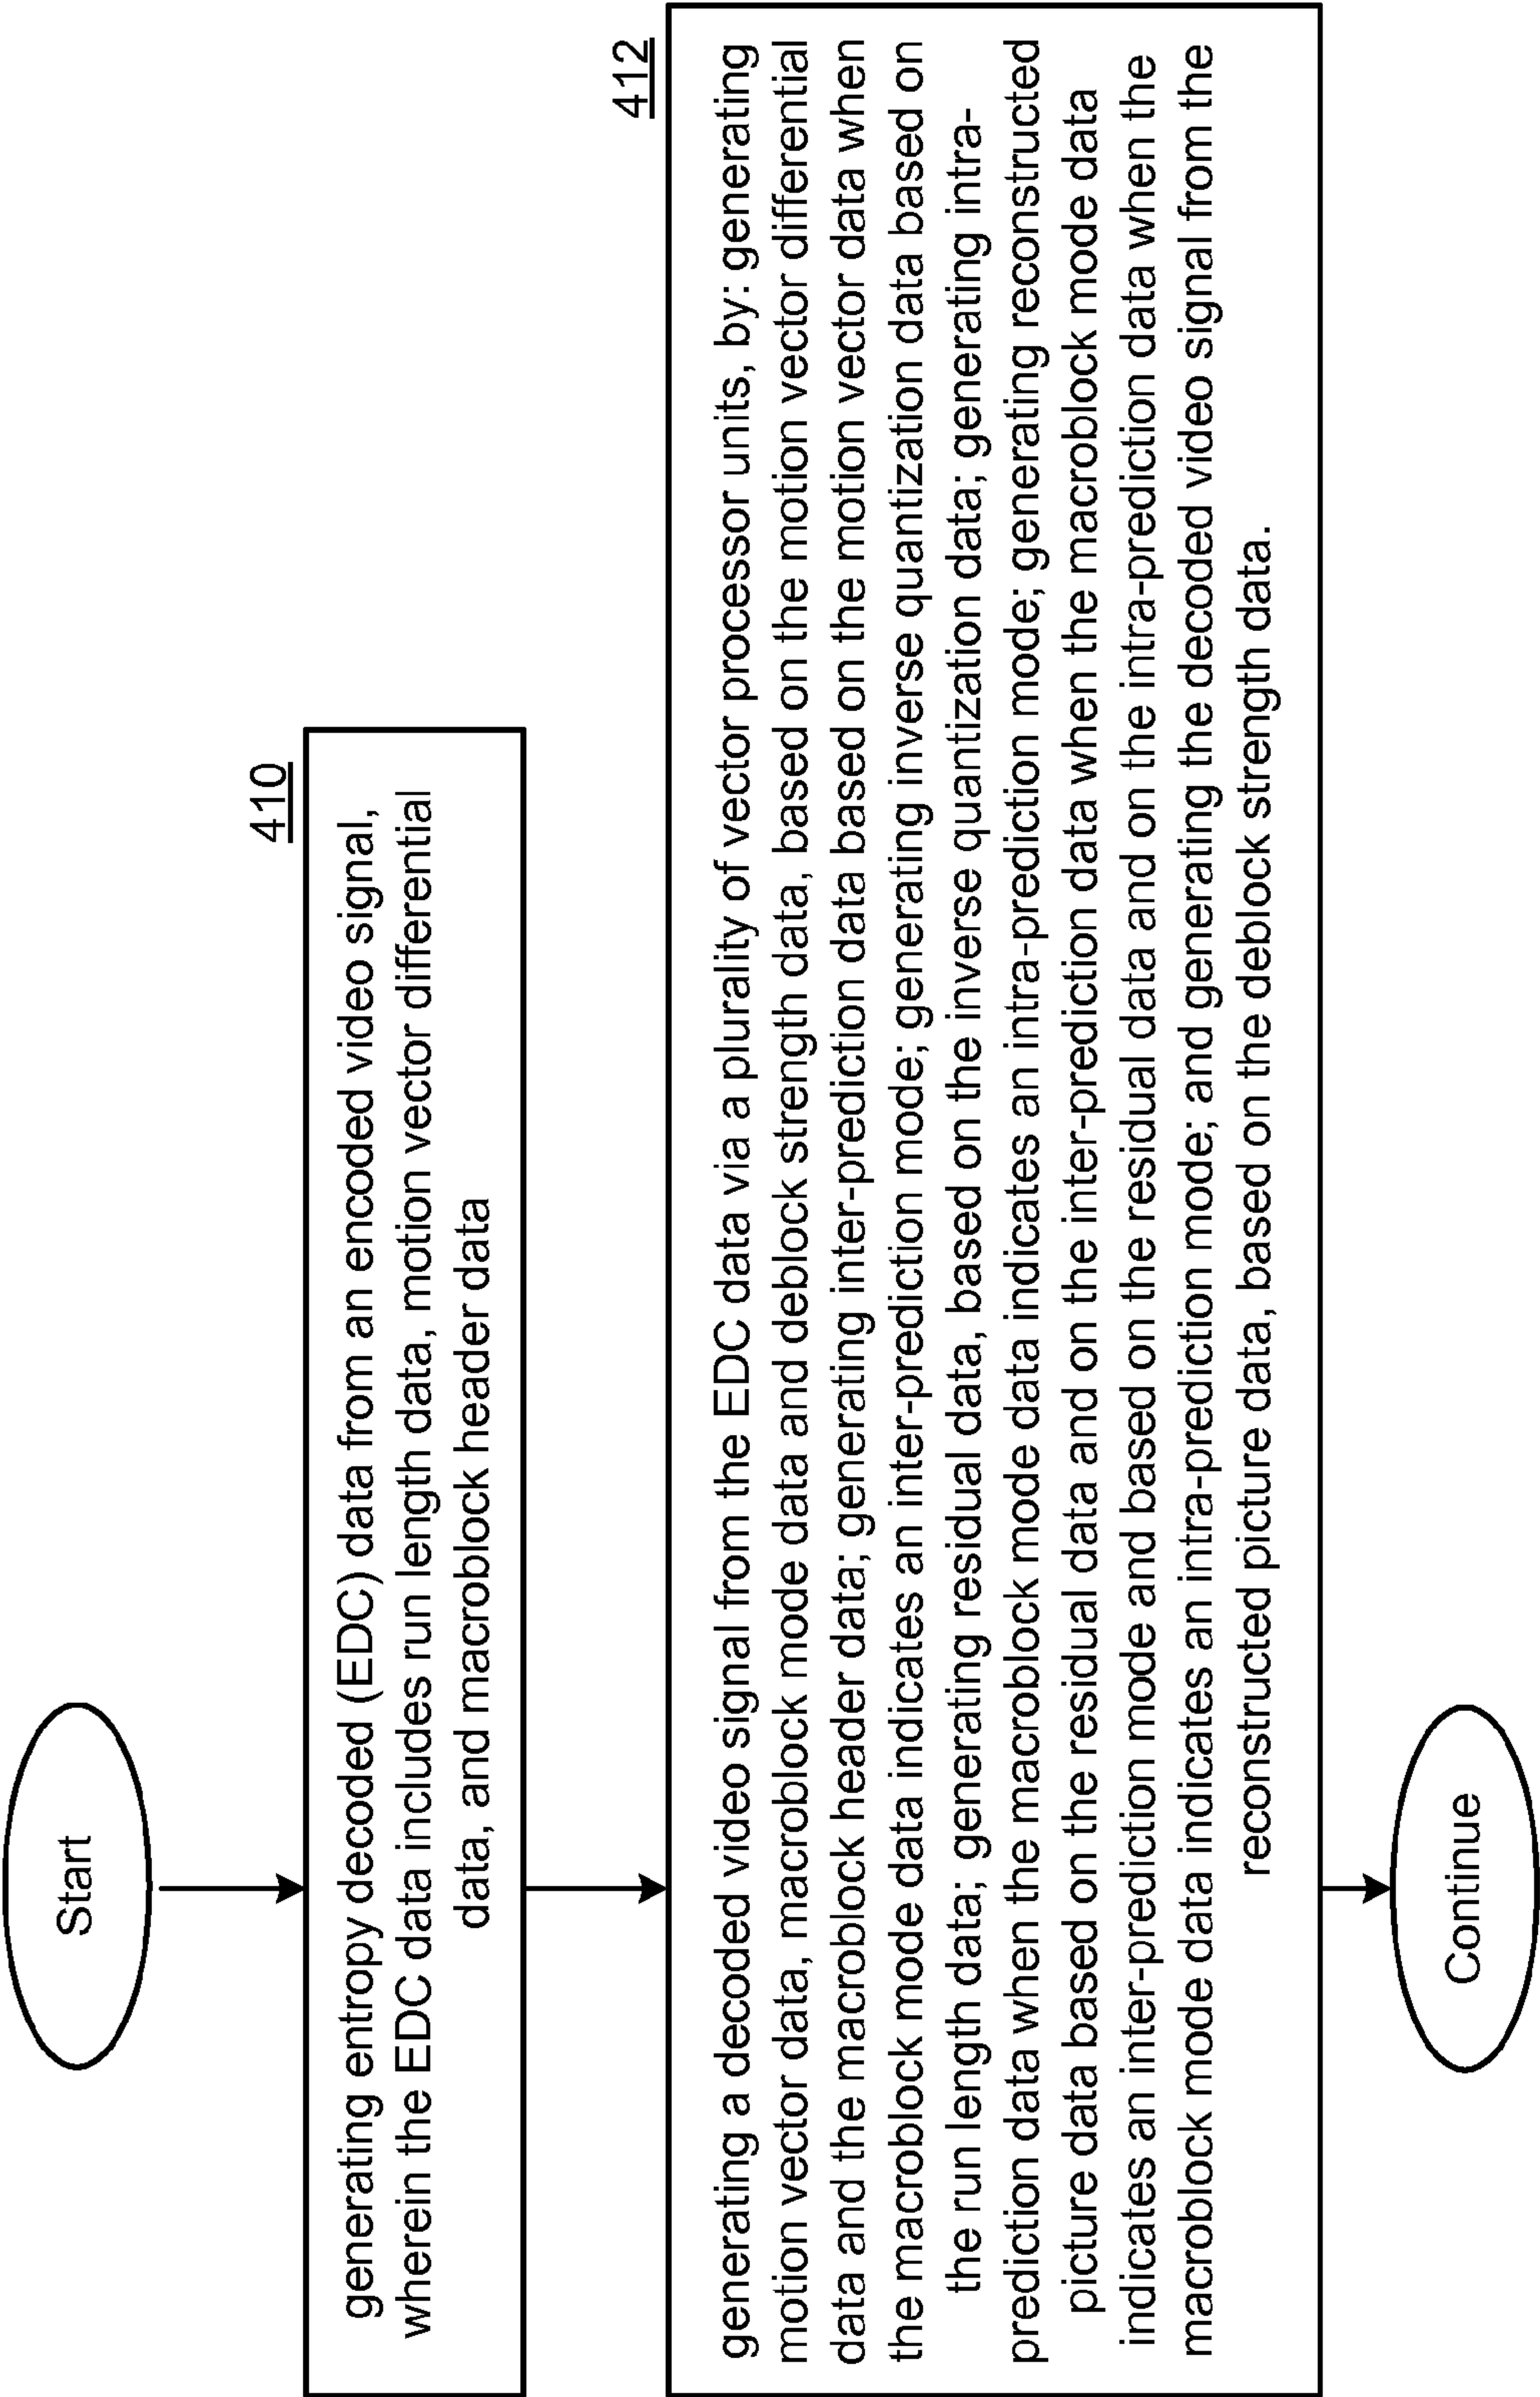 Start
410
generating entropy decoded (EDC) data from an encoded video signal,
wherein the EDC data includes run length data, motion vector differential
data, and macroblock header data
412
generating a decoded video signal from the EDC data via a plurality of vector processor units, by: generating
motion vector data, macroblock mode data and deblock strength data, based on the motion vector differential
data and the macroblock header data; generating inter-prediction data based on the motion vector data when
the macroblock mode data indicates an inter-prediction mode; generating inverse quantization data based on
the run length data; generating residual data, based on the inverse quantization data; generating intra-
prediction data when the macroblock mode data indicates an intra-prediction mode; generating reconstructed
picture data based on the residual data and on the inter-prediction data when the macroblock mode data
indicates an inter-prediction mode and based on the residual data and on the intra-prediction data when the
macroblock mode data indicates an intra-prediction mode; and generating the decoded video signal from the
reconstructed picture data, based on the deblock strength data.
Continue